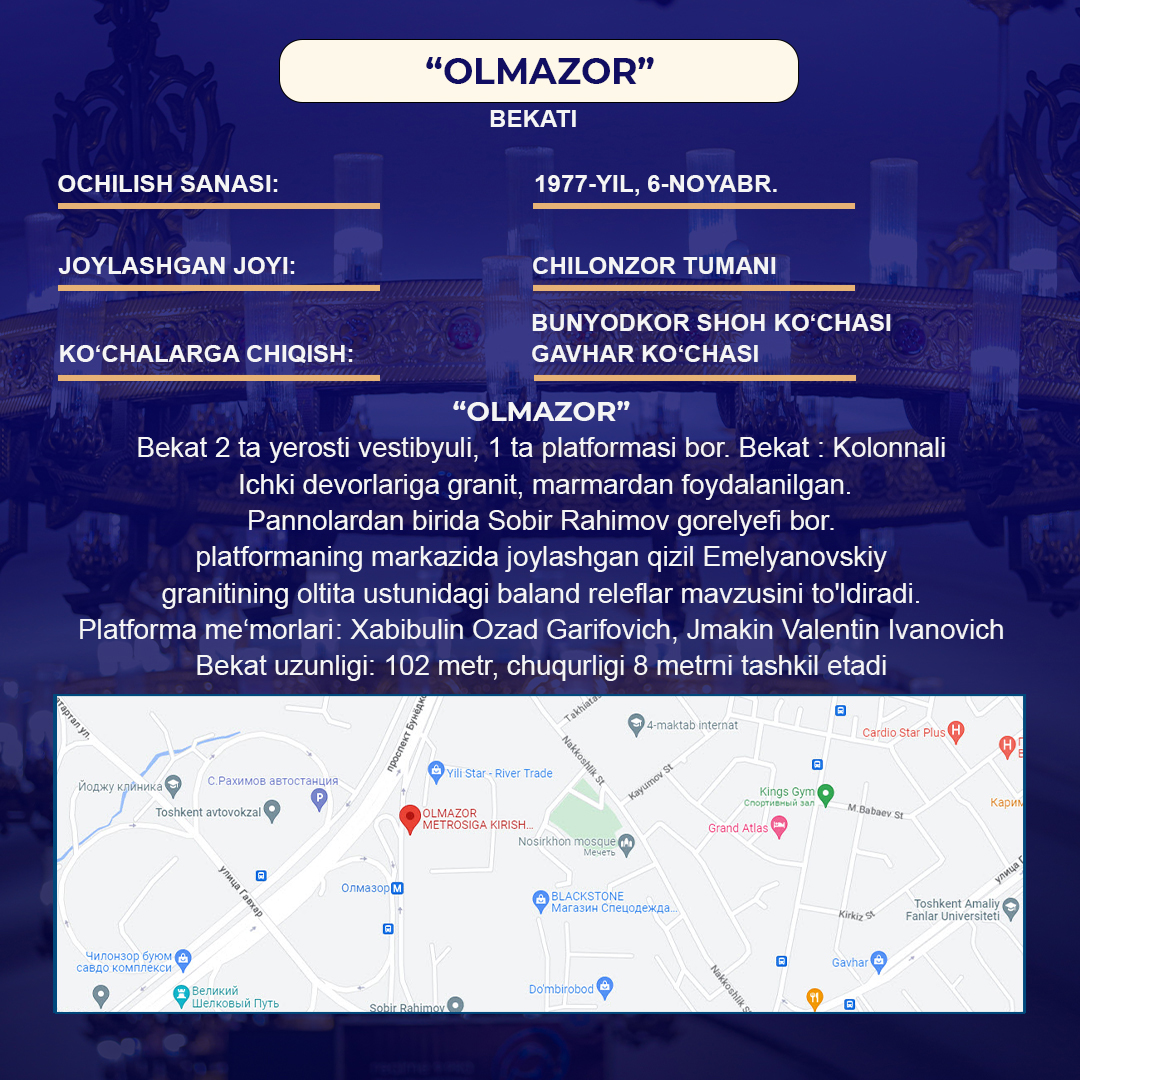 “OLMAZOR”
BEKATI
OCHILISH SANASI:
1977-YIL, 6-NOYABR.
JOYLASHGAN JOYI:
CHILONZOR TUMANI
KO‘CHALARGA CHIQISH:
BUNYODKOR SHOH KO‘CHASI
GAVHAR KO‘CHASI
“OLMAZOR”
Bekat 2 ta yerosti vestibyuli, 1 ta platformasi bor. Bekat : Kolonnali
Ichki devorlariga granit, marmardan foydalanilgan.
Pannolardan birida Sobir Rahimov gorelyefi bor.
platformaning markazida joylashgan qizil Emelyanovskiy
granitining oltita ustunidagi baland releflar mavzusini to'ldiradi.
Platforma me‘morlari: Xabibulin Ozad Garifovich, Jmakin Valentin Ivanovich
Bekat uzunligi: 102 metr, chuqurligi 8 metrni tashkil etadi
проспект Бунёдко
Takhiatas
4-maktab internat
Cardio Star Plus
Nakkoshlik St
Kayumov St
С.Рахимов автостанция
Йоджу клиника
Yili Star - River Trade
Toshkent avtovokzal
OLMAZOR
METROSIGA KIRISH...
Kings Gym
Спортивный зал
M.Babaev St
Карим
Grand Atlas
Nosirkhon mosque
Мечеть
улица Гавхар
Олмазор
BLACKSTONE
Магазин Спецодежда...
Kirkiz St
улица Г
Toshkent Amaliy
Fanlar Universiteti
Чилонзор буюм
савдо комплекси
Великий
Шелковый Путь
Sobir Rahimov
Do'mbirobod
Nakkoshlik St
Gavhar